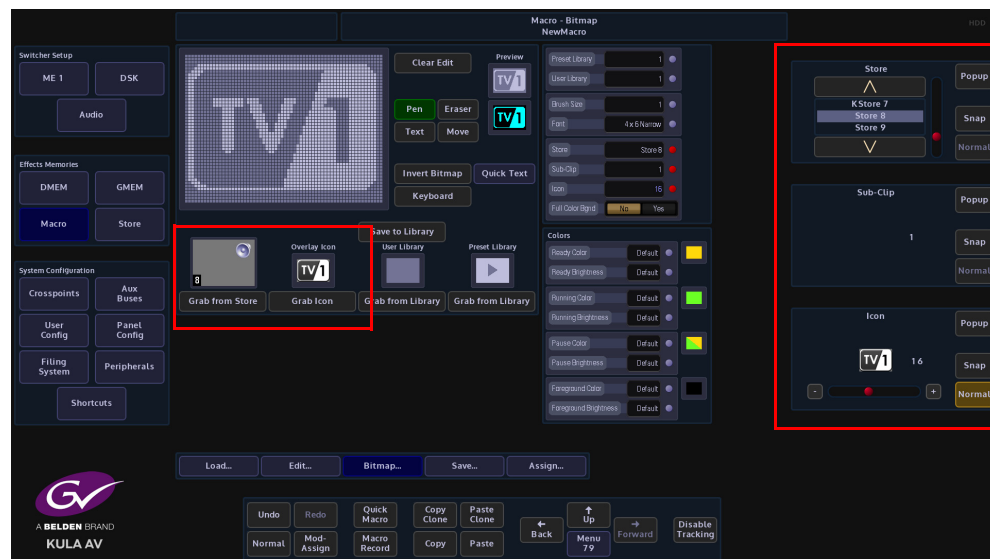 Macro - Bitmap
NewMacro
HDD
Switcher Setup
ME 1
DSK
Audio
Effects Memories
DMEM
GMEM
Macro
Store
System Configuration
Crosspoints
Aux
Buses
User
Config
Panel
Config
Filing
System
Peripherals
Shortcuts
GV
A BELDEN BRAND
KULA AV
TV1
Clear Edit
Preview
TV1
Pen
Eraser
TV1
Text
Move
Invert Bitmap
Quick Text
Keyboard
Save to Library
Overlay Icon
User Library
Preset Library
8
TV1
Grab from Store
Grab Icon
Grab from Library
Grab from Library
Preset Library 1
User Library 1
Brush Size 1
Font 4 x 6 Narrow
Store Store 8
Sub-Clip 1
Icon 16
Full Color Bgnd No Yes
Colors
Ready Color Default
Ready Brightness Default
Running Color Default
Running Brightness Default
Pause Color Default
Pause Brightness Default
Foreground Color Default
Foreground Brightness Default
Store
Popup
KStore 7
Store 8
Snap
Store 9
Normal
Sub-Clip
Popup
1
Snap
Normal
Icon
Popup
TV1 16
Snap
- +
Normal
Load...
Edit...
Bitmap...
Save...
Assign...
Undo
Redo
Quick
Macro
Copy
Clone
Paste
Clone
Back
Up
Forward
Disable
Tracking
Normal
Mod-
Assign
Macro
Record
Copy
Paste
Menu
79